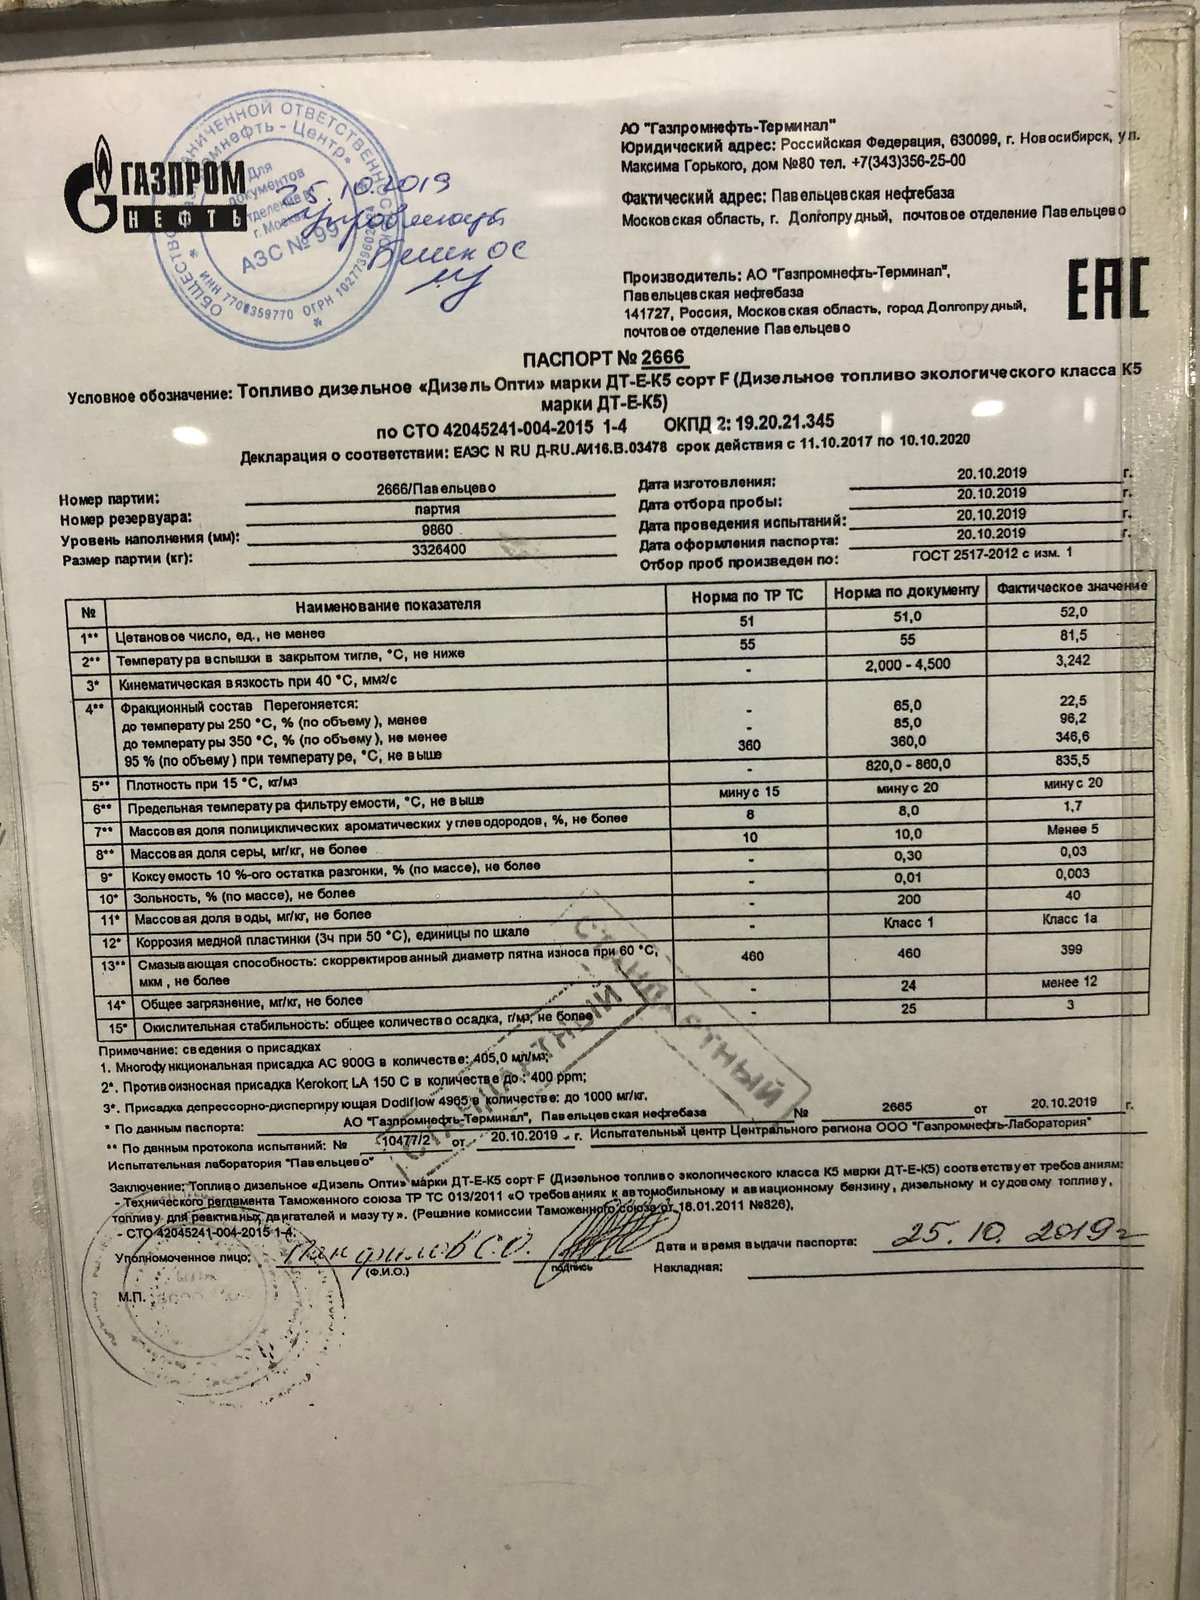 ГАЗПРОМ
НЕФТЬ
Для
документов
г. Москва
АЗС № 99
25.10.2019
АО "Газпромнефть-Терминал"
Юридический адрес: Российская Федерация, 630099, г. Новосибирск, ул.
Максима Горького, дом №80 тел. +7(343)356-25-00
Фактический адрес: Павельцевская нефтебаза
Московская область, г. Долгопрудный, почтовое отделение Павельцево
Производитель: АО "Газпромнефть-Терминал",
Павельцевская нефтебаза
141727, Россия, Московская область, город Долгопрудный,
почтовое отделение Павельцево
ЕАС
ПАСПОРТ № 2666
Условное обозначение: Топливо дизельное «Дизель Опти» марки ДТ-Е-К5 сорт F (Дизельное топливо экологического класса К5
марки ДТ-Е-К5)
по СТО 42045241-004-2015 1-4 ОКПД 2: 19.20.21.345
Декларация о соответствии: ЕАЭС N RU Д-RU.АИ16.В.03478 срок действия с 11.10.2017 по 10.10.2020
Номер партии: 2666/Павельцево
Номер резервуара: партия
Уровень наполнения (мм): 9860
Размер партии (кг): 3326400
Дата изготовления: 20.10.2019 г.
Дата отбора пробы: 20.10.2019 г.
Дата проведения испытаний: 20.10.2019 г.
Дата оформления паспорта: 20.10.2019 г.
Отбор проб произведен по: ГОСТ 2517-2012 с изм. 1
№ Наименование показателя Норма по ТР ТС Норма по документу Фактическое значение
1** Цетановое число, ед., не менее 51 51,0 52,0
2** Температура вспышки в закрытом тигле, °С, не ниже 55 55 81,5
3* Кинематическая вязкость при 40 °С, мм2/с - 2,000 - 4,500 3,242
4** Фракционный состав Перегоняется:
до температуры 250 °С, % (по объему), менее - 65,0 22,5
до температуры 350 °С, % (по объему), не менее - 85,0 96,2
95 % (по объему) при температуре, °С, не выше 360 360,0 346,6
5** Плотность при 15 °С, кг/м3 - 820,0 - 860,0 835,5
6** Предельная температура фильтруемости, °С, не выше минус 15 минус 20 минус 20
7** Массовая доля полициклических ароматических углеводородов, %, не более 8 8,0 1,7
8** Массовая доля серы, мг/кг, не более 10 10,0 Менее 5
9* Коксуемость 10 %-ого остатка разгонки, % (по массе), не более - 0,30 0,03
10* Зольность, % (по массе), не более - 0,01 0,003
11* Массовая доля воды, мг/кг, не более - 200 40
12* Коррозия медной пластинки (3ч при 50 °С), единицы по шкале - Класс 1 Класс 1а
13** Смазывающая способность: скорректированный диаметр пятна износа при 60 °С,
мкм , не более 460 460 399
14* Общее загрязнение, мг/кг, не более - 24 менее 12
15* Окислительная стабильность: общее количество осадка, г/м3, не более - 25 3
СТАНДАРТНЫЙ
СТАНДАРТНЫЙ
Примечание: сведения о присадках
1. Многофункциональная присадка АС 900G в количестве: 405,0 мл/м3;
2*. Противоизносная присадка Kerokorr LA 150 C в количестве до : 400 ppm;
3*. Присадка депрессорно-диспергирующая Dodiflow 4965 в количестве: до 1000 мг/кг.
* По данным паспорта: АО "Газпромнефть-Терминал", Павельцевская нефтебаза № 2665 от 20.10.2019 г.
** По данным протокола испытаний: № 10477/2 от 20.10.2019 г. Испытательный центр Центрального региона ООО "Газпромнефть-Лаборатория"
Испытательная лаборатория "Павельцево"
Заключение: Топливо дизельное «Дизель Опти» марки ДТ-Е-К5 сорт F (Дизельное топливо экологического класса К5 марки ДТ-Е-К5) соответствует требованиям:
- Технического регламента Таможенного союза ТР ТС 013/2011 «О требованиях к автомобильному и авиационному бензину, дизельному и судовому топливу,
топливу для реактивных двигателей и мазуту». (Решение комиссии Таможенного союза от 18.01.2011 №826),
- СТО 42045241-004-2015 1-4.
Уполномоченное лицо: Панфилов С.О.
(Ф.И.О.) подпись
Дата и время выдачи паспорта: 25.10.2019г
Накладная:
М.П.